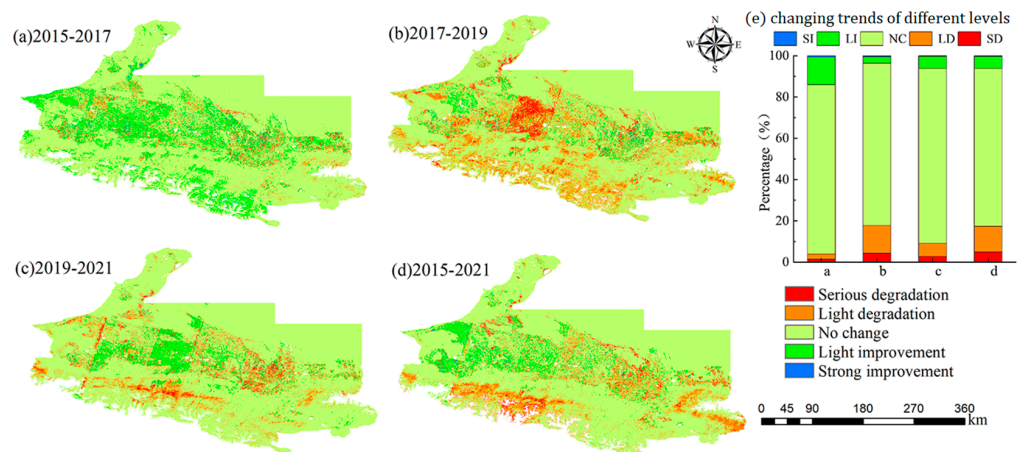 (a)2015-2017
(b)2017-2019
N
W E
S
(e) changing trends of different levels
SI LI NC LD SD
100
80
60
40
20
0
Percentage (%)
a b c d
(c)2019-2021
(d)2015-2021
Serious degradation
Light degradation
No change
Light improvement
Strong improvement
0 45 90 180 270 360
km